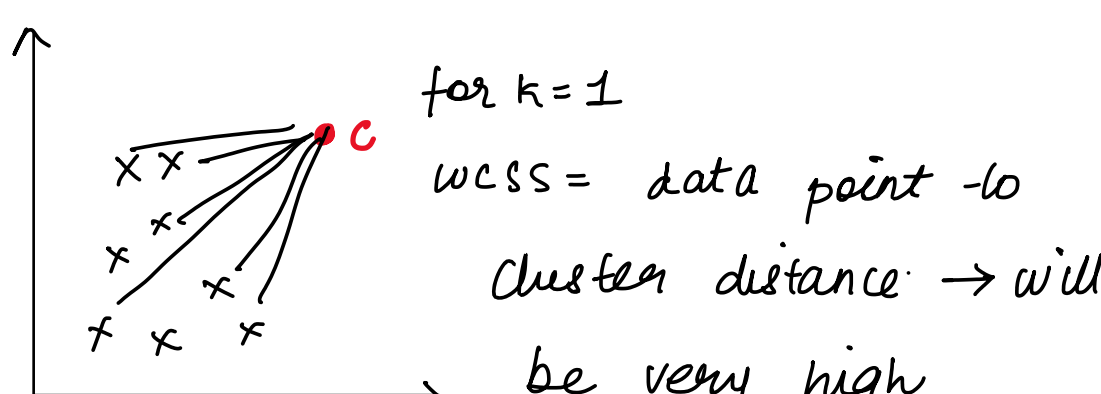 for K = 1
C
WCSS = data point to
cluster distance → will
be very high